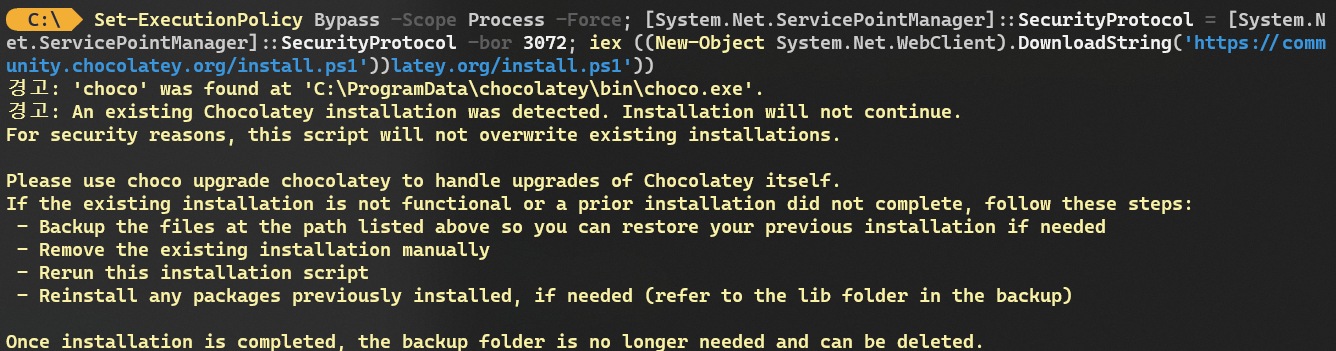 C:\ Set-ExecutionPolicy Bypass -Scope Process -Force; [System.Net.ServicePointManager]::SecurityProtocol = [System.N
et.ServicePointManager]::SecurityProtocol -bor 3072; iex ((New-Object System.Net.WebClient).DownloadString('https://comm
unity.chocolatey.org/install.ps1'))latey.org/install.ps1'))
경고: 'choco' was found at 'C:\ProgramData\chocolatey\bin\choco.exe'.
경고: An existing Chocolatey installation was detected. Installation will not continue.
For security reasons, this script will not overwrite existing installations.

Please use choco upgrade chocolatey to handle upgrades of Chocolatey itself.
If the existing installation is not functional or a prior installation did not complete, follow these steps:
 - Backup the files at the path listed above so you can restore your previous installation if needed
 - Remove the existing installation manually
 - Rerun this installation script
 - Reinstall any packages previously installed, if needed (refer to the lib folder in the backup)

Once installation is completed, the backup folder is no longer needed and can be deleted.